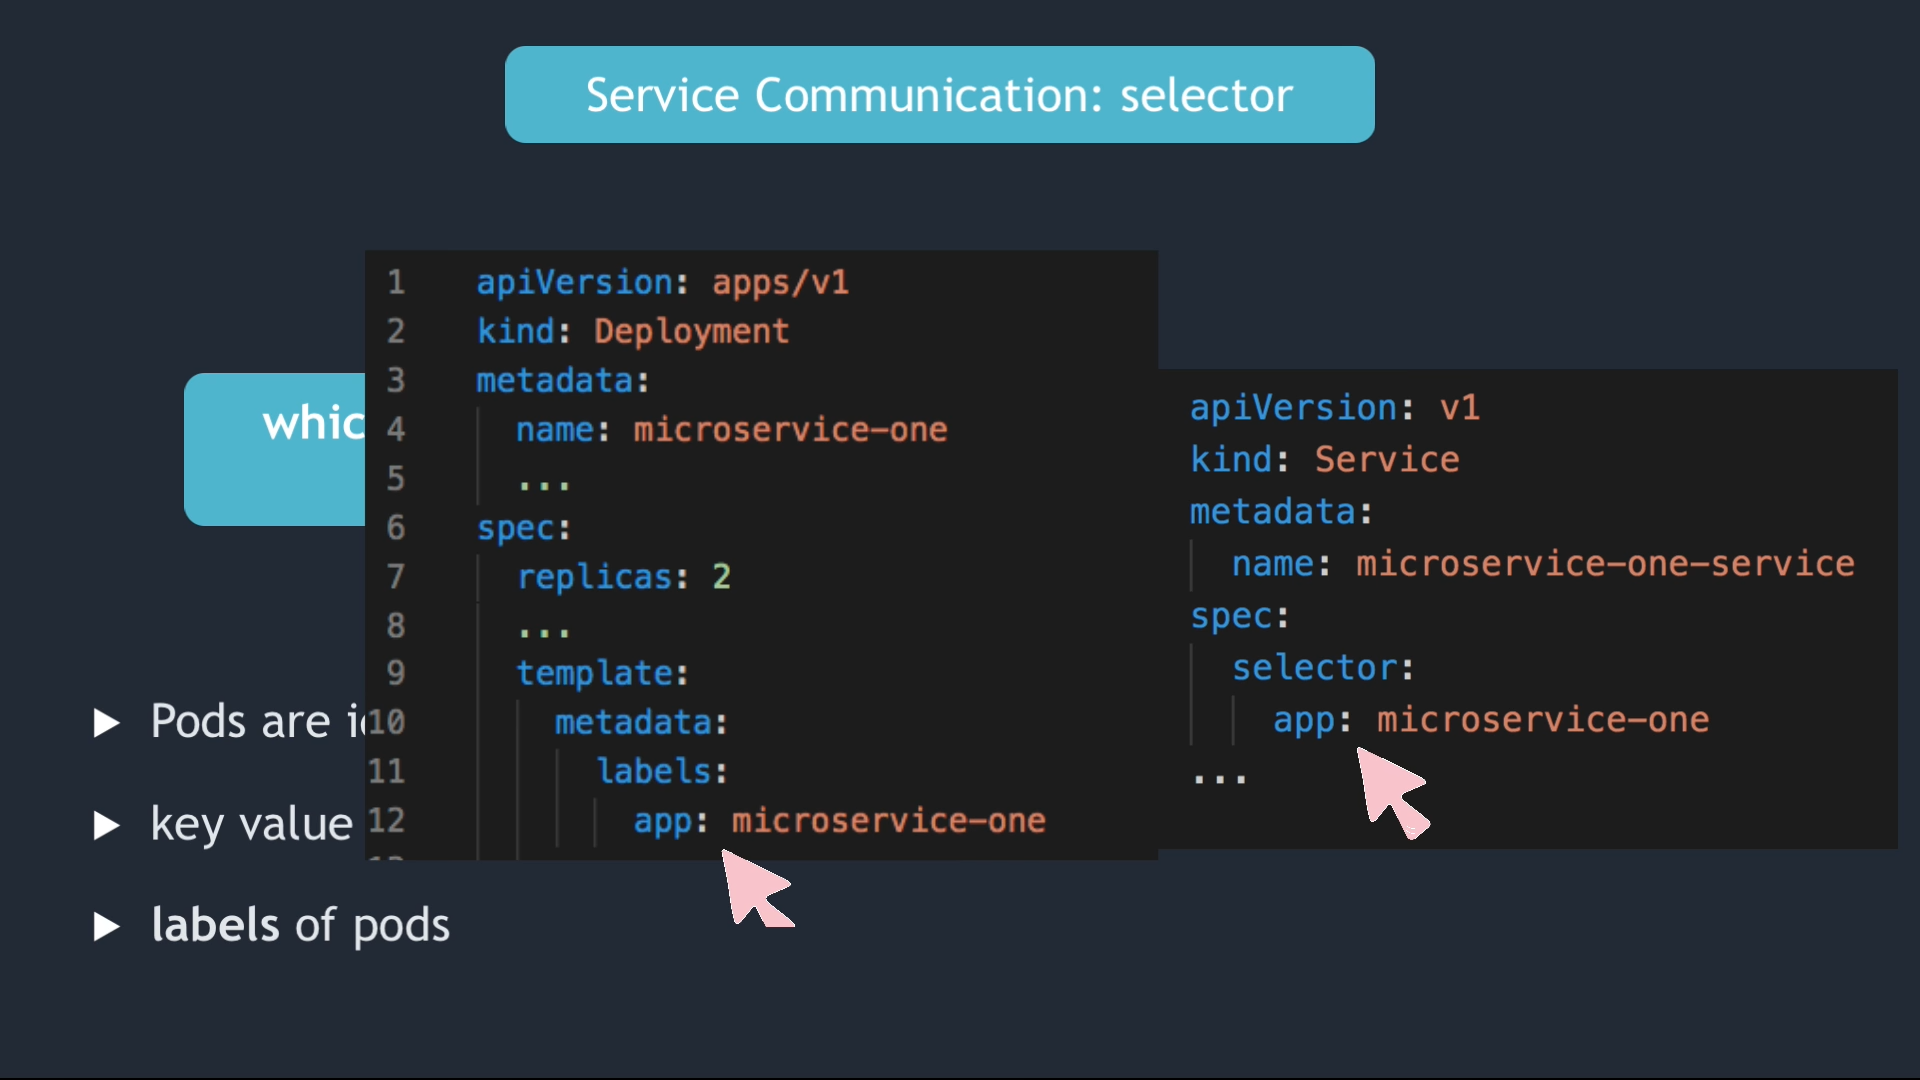 Service Communication: selector
whic
1 apiVersion: apps/v1
2 kind: Deployment
3 metadata:
4 name: microservice-one
5 ...
6 spec:
7 replicas: 2
8 ...
9 template:
10 metadata:
11 labels:
12 app: microservice-one
apiVersion: v1
kind: Service
metadata:
name: microservice-one-service
spec:
selector:
app: microservice-one
...
▶ Pods are
▶ key value
▶ labels of pods